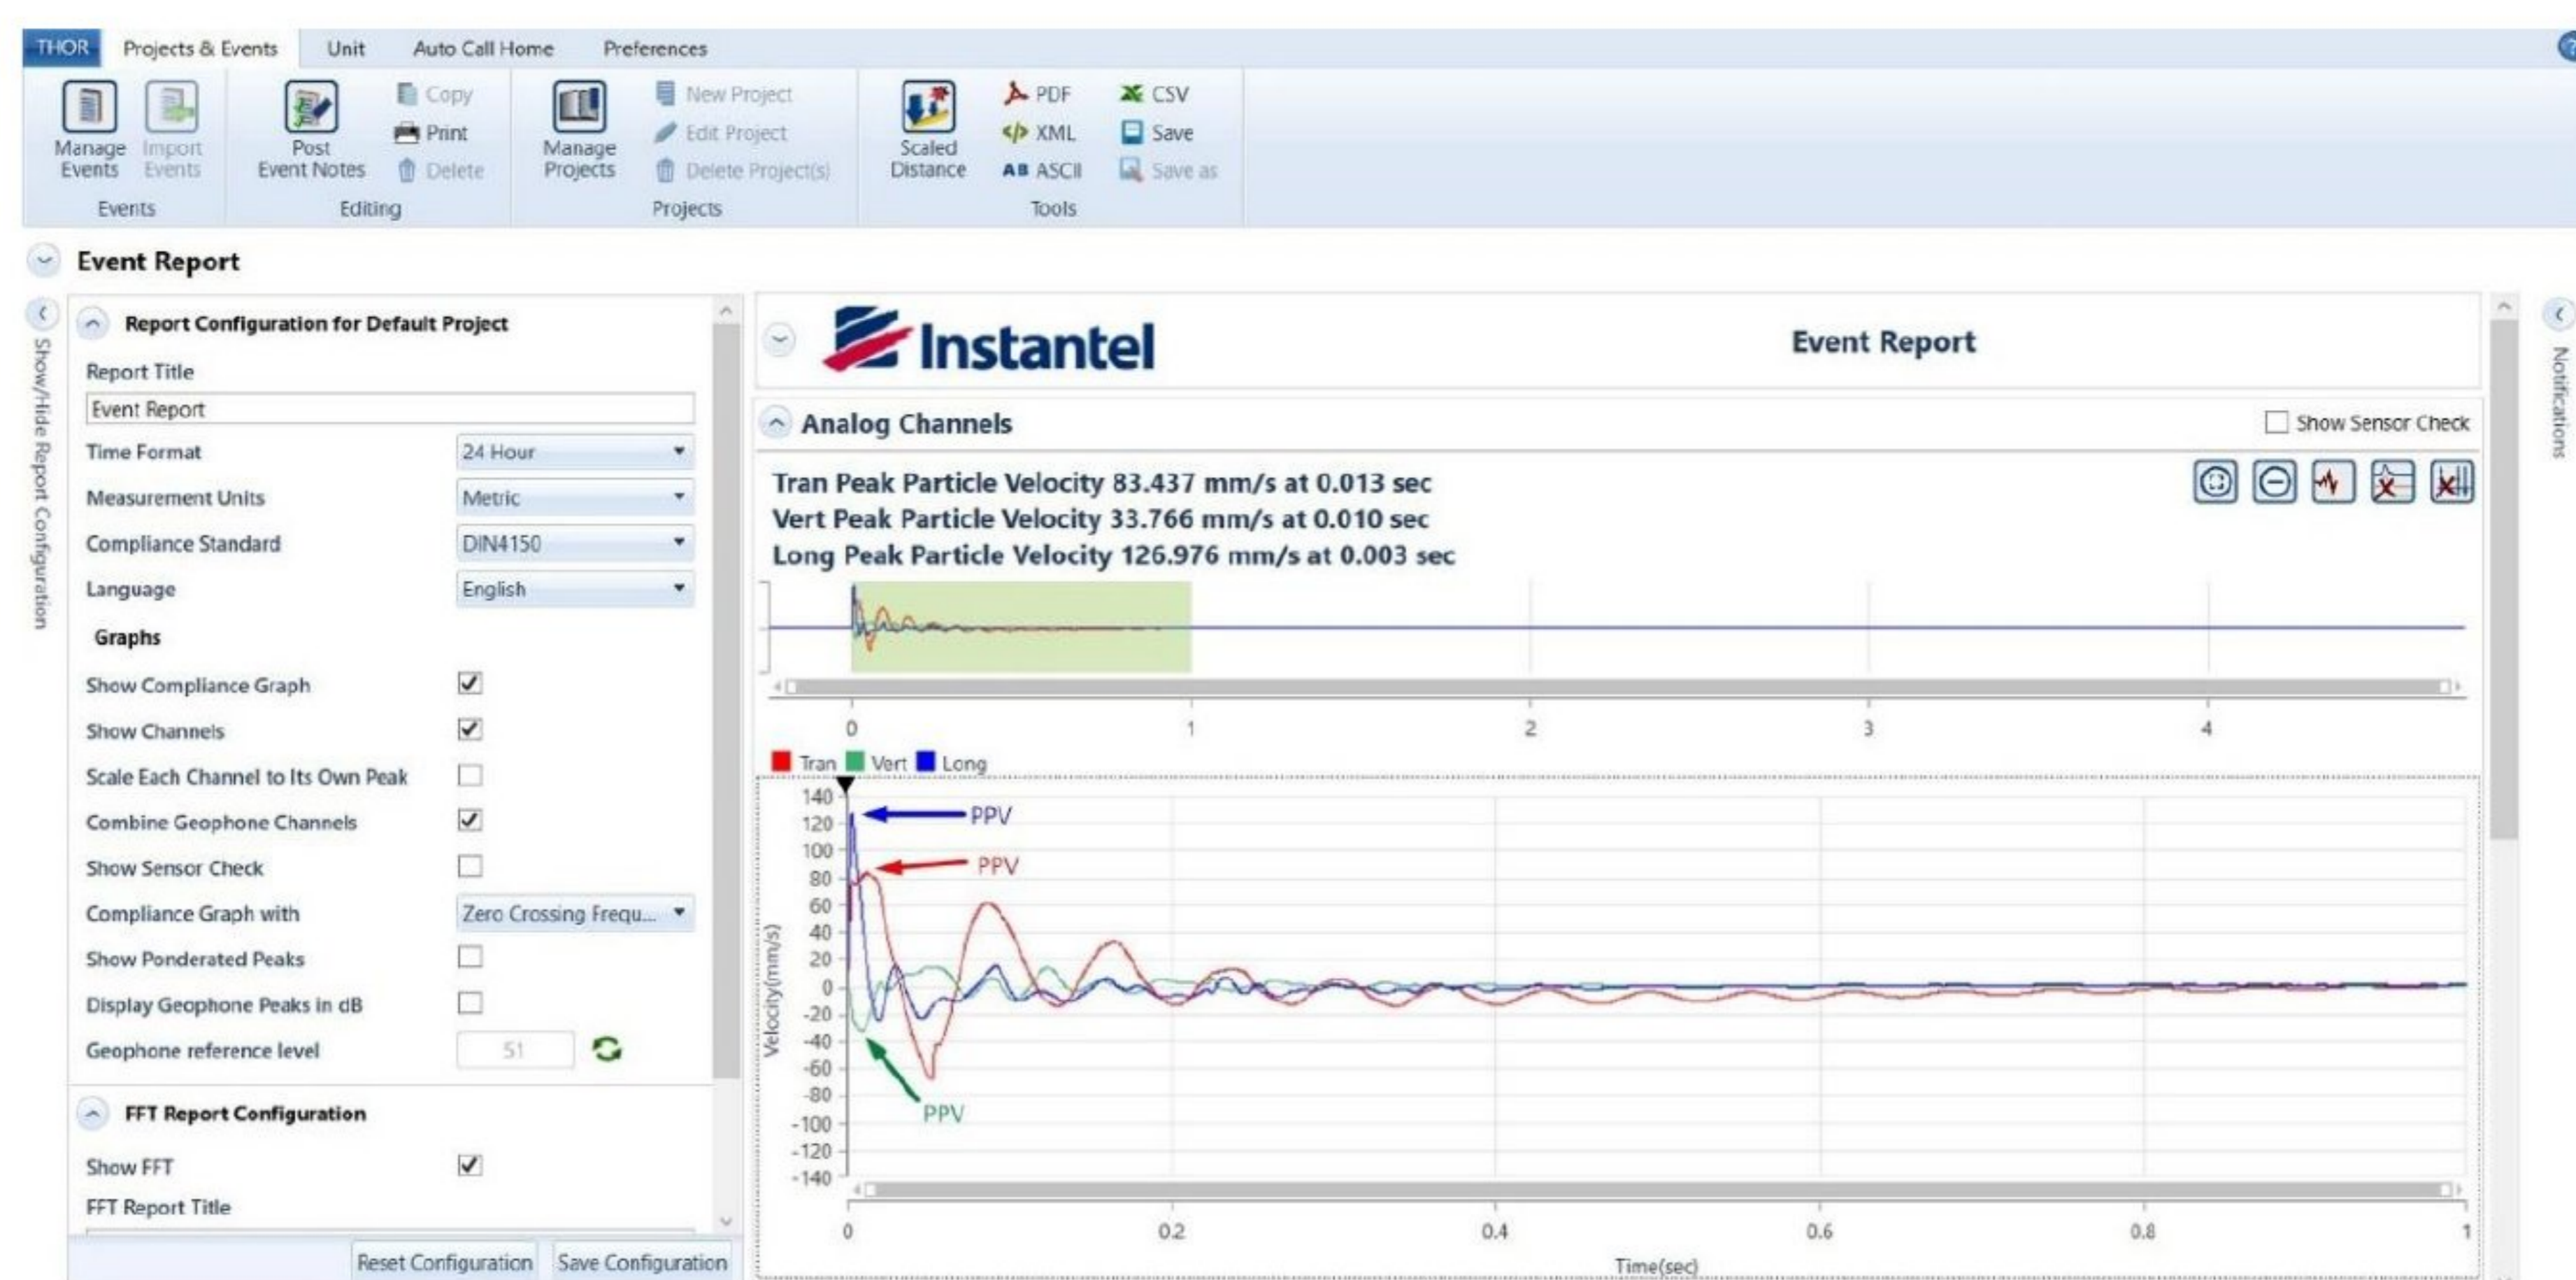 THOR Projects & Events Unit Auto Call Home Preferences
Manage Events
Import Events
Events
Post Event Notes
Copy
Print
Delete
Editing
Manage Projects
New Project
Edit Project
Delete Project(s)
Projects
Scaled Distance
PDF
XML
AB ASCII
CSV
Save
Save as
Tools
Event Report
Show/Hide Report Configuration
Report Configuration for Default Project
Report Title
Event Report
Time Format 24 Hour
Measurement Units Metric
Compliance Standard DIN4150
Language English
Graphs
Show Compliance Graph
Show Channels
Scale Each Channel to Its Own Peak
Combine Geophone Channels
Show Sensor Check
Compliance Graph with Zero Crossing Frequ...
Show Ponderated Peaks
Display Geophone Peaks in dB
Geophone reference level 51
FFT Report Configuration
Show FFT
FFT Report Title
Reset Configuration Save Configuration
Instantel
Event Report
Analog Channels
Show Sensor Check
Tran Peak Particle Velocity 83.437 mm/s at 0.013 sec
Vert Peak Particle Velocity 33.766 mm/s at 0.010 sec
Long Peak Particle Velocity 126.976 mm/s at 0.003 sec
0 1 2 3 4
Tran Vert Long
Velocity(mm/s)
140
120
100
80
60
40
20
0
-20
-40
-60
-80
-100
-120
-140
PPV
PPV
PPV
0 0.2 0.4 0.6 0.8 1
Time(sec)
Notifications